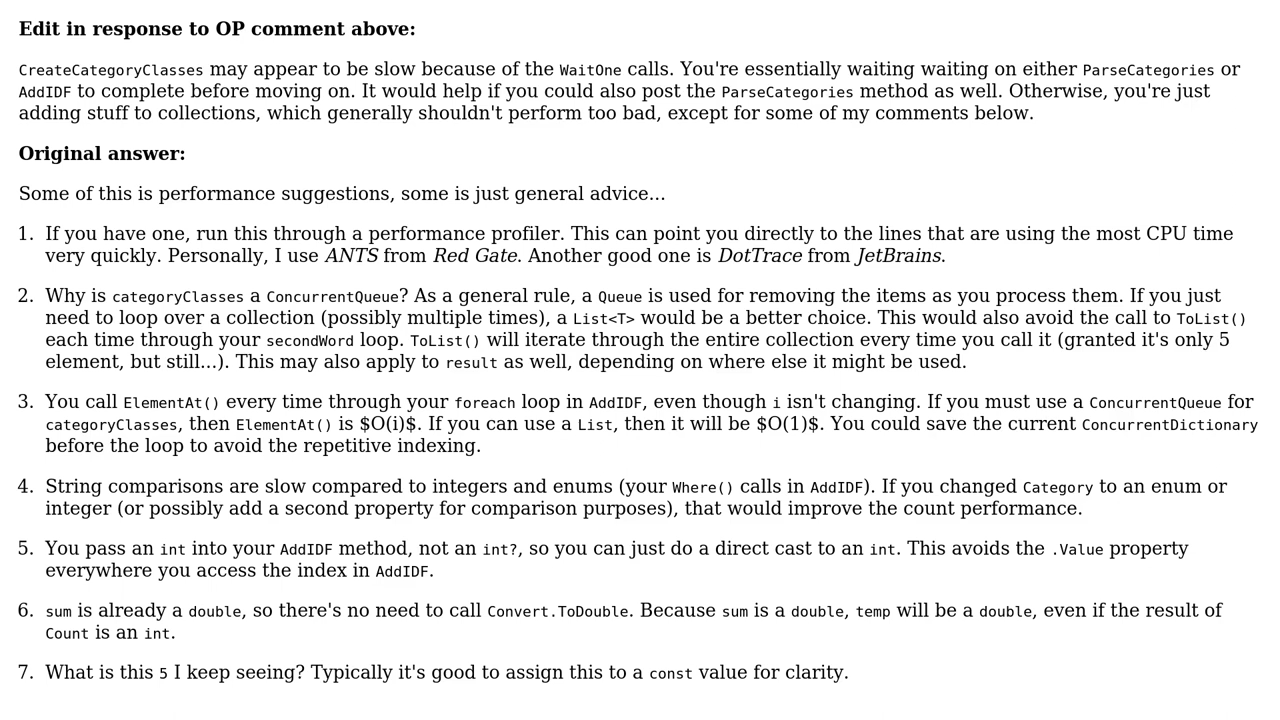 Edit in response to OP comment above:
CreateCategoryClasses may appear to be slow because of the WaitOne calls. You're essentially waiting waiting on either ParseCategories or
AddIDF to complete before moving on. It would help if you could also post the ParseCategories method as well. Otherwise, you're just
adding stuff to collections, which generally shouldn't perform too bad, except for some of my comments below.
Original answer:
Some of this is performance suggestions, some is just general advice...
1. If you have one, run this through a performance profiler. This can point you directly to the lines that are using the most CPU time
very quickly. Personally, I use ANTS from Red Gate. Another good one is DotTrace from JetBrains.
2. Why is categoryClasses a ConcurrentQueue? As a general rule, a Queue is used for removing the items as you process them. If you just
need to loop over a collection (possibly multiple times), a List<T> would be a better choice. This would also avoid the call to ToList()
each time through your secondWord loop. ToList() will iterate through the entire collection every time you call it (granted it's only 5
element, but still...). This may also apply to result as well, depending on where else it might be used.
3. You call ElementAt() every time through your foreach loop in AddIDF, even though i isn't changing. If you must use a ConcurrentQueue for
categoryClasses, then ElementAt() is $O(i)$. If you can use a List, then it will be $O(1)$. You could save the current ConcurrentDictionary
before the loop to avoid the repetitive indexing.
4. String comparisons are slow compared to integers and enums (your Where() calls in AddIDF). If you changed Category to an enum or
integer (or possibly add a second property for comparison purposes), that would improve the count performance.
5. You pass an int into your AddIDF method, not an int?, so you can just do a direct cast to an int. This avoids the .Value property
everywhere you access the index in AddIDF.
6. sum is already a double, so there's no need to call Convert.ToDouble. Because sum is a double, temp will be a double, even if the result of
Count is an int.
7. What is this 5 I keep seeing? Typically it's good to assign this to a const value for clarity.